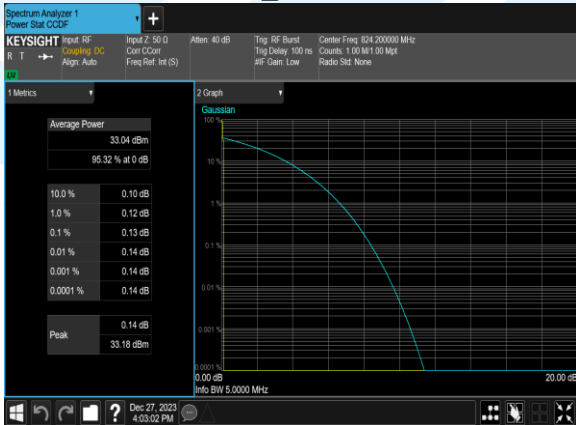 Spectrum Analyzer 1
Power Stat CCDF
+
KEYSIGHT
R T
LM
Input: RF
Coupling: DC
Align: Auto
Input Z: 50 Ω
Corr CCorr
Freq Ref: Int (S)
Atten: 40 dB
Trig: RF Burst
Trig Delay: 100 ns
#IF Gain: Low
Center Freq: 824.200000 MHz
Counts: 1.00 M/1.00 Mpt
Radio Std: None
1 Metrics
Average Power
33.04 dBm
95.32 % at 0 dB
10.0 % 0.10 dB
1.0 % 0.12 dB
0.1 % 0.13 dB
0.01 % 0.14 dB
0.001 % 0.14 dB
0.0001 % 0.14 dB
Peak
0.14 dB
33.18 dBm
2 Graph
Gaussian
100 %
10 %
1 %
0.1 %
0.01 %
0.001 %
0.0001 %
0.00 dB
20.00 dB
Info BW 5.0000 MHz
?
Dec 27, 2023
4:03:02 PM